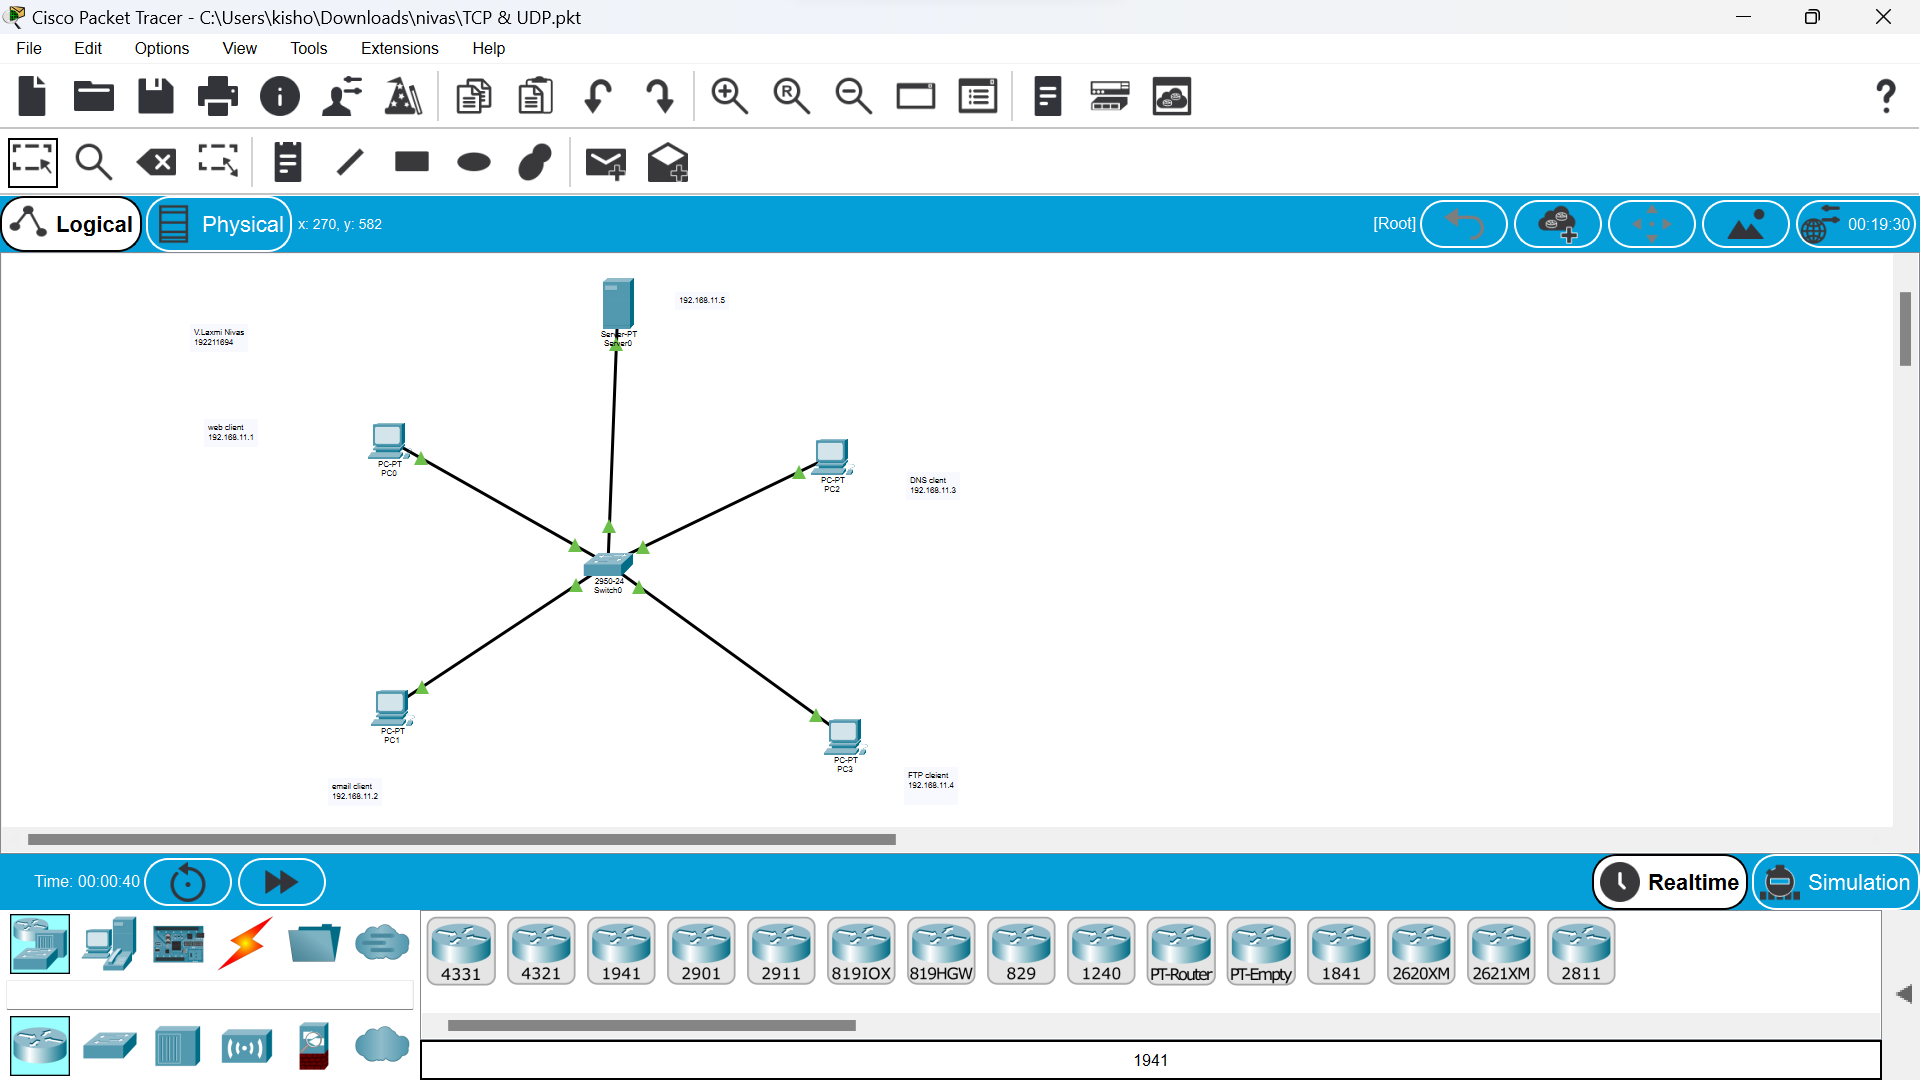 Cisco Packet Tracer - C:\Users\kisho\Downloads\nivas\TCP & UDP.pkt
File Edit Options View Tools Extensions Help
Logical Physical x: 270, y: 582 [Root] 00:19:30
192.168.11.5
Server-PT
Server0
V.Laxmi Nivas
192211694
web client
192.168.11.1
PC-PT
PC0
PC-PT
PC2
DNS client
192.168.11.3
2950-24
Switch0
PC-PT
PC1
PC-PT
PC3
email client
192.168.11.2
FTP cleient
192.168.11.4
Time: 00:00:40 Realtime Simulation
4331 4321 1941 2901 2911 819IOX 819HGW 829 1240 PT-Router PT-Empty 1841 2620XM 2621XM 2811
1941